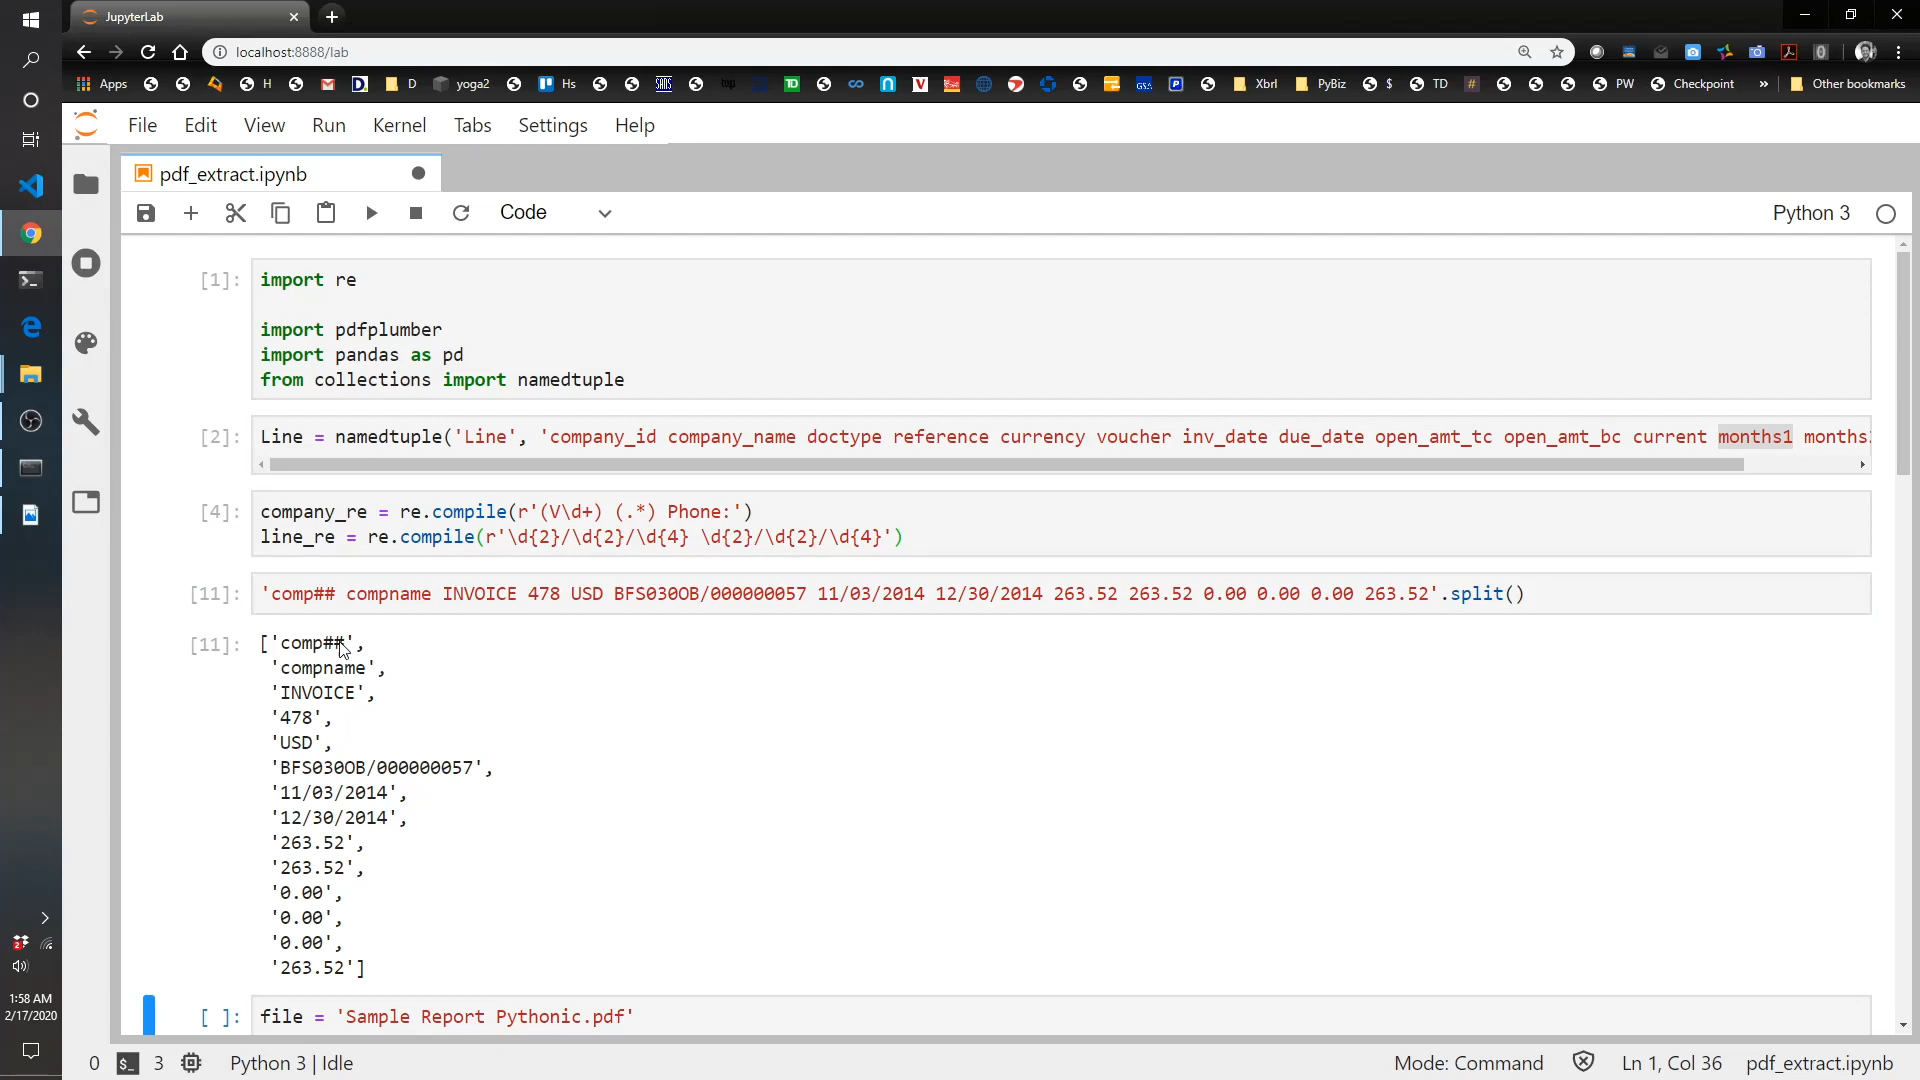 JupyterLab
localhost:8888/lab
Apps
H
D
yoga2
Hs
SANS
top
TD
GSA
Xbrl
PyBiz
$
TD
#
PW
Checkpoint
»
Other bookmarks
File Edit View Run Kernel Tabs Settings Help
pdf_extract.ipynb
Code
Python 3
[1]: import re
import pdfplumber
import pandas as pd
from collections import namedtuple
[2]: Line = namedtuple('Line', 'company_id company_name doctype reference currency voucher inv_date due_date open_amt_tc open_amt_bc current months1 months
[4]: company_re = re.compile(r'(V\d+) (.*) Phone:')
line_re = re.compile(r'\d{2}/\d{2}/\d{4} \d{2}/\d{2}/\d{4}')
[11]: 'comp## compname INVOICE 478 USD BFS030OB/000000057 11/03/2014 12/30/2014 263.52 263.52 0.00 0.00 0.00 263.52'.split()
[11]: ['comp##',
'compname',
'INVOICE',
'478',
'USD',
'BFS030OB/000000057',
'11/03/2014',
'12/30/2014',
'263.52',
'263.52',
'0.00',
'0.00',
'0.00',
'263.52']
[ ]: file = 'Sample Report Pythonic.pdf'
2
1:58 AM
2/17/2020
0 $_ 3 Python 3 | Idle Mode: Command Ln 1, Col 36 pdf_extract.ipynb